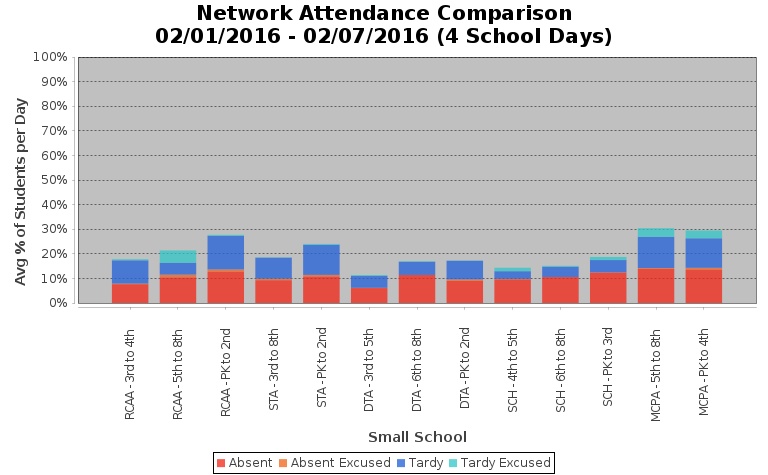 Network Attendance Comparison
02/01/2016 - 02/07/2016 (4 School Days)
100%
90%
80%
70%
60%
50%
40%
30%
20%
10%
0%
Avg % of Students per Day
RCAA - 3rd to 4th
RCAA - 5th to 8th
RCAA - PK to 2nd
STA - 3rd to 8th
STA - PK to 2nd
DTA - 3rd to 5th
DTA - 6th to 8th
DTA - PK to 2nd
SCH - 4th to 5th
SCH - 6th to 8th
SCH - PK to 3rd
MCPA - 5th to 8th
MCPA - PK to 4th
Small School
Absent Absent Excused Tardy Tardy Excused